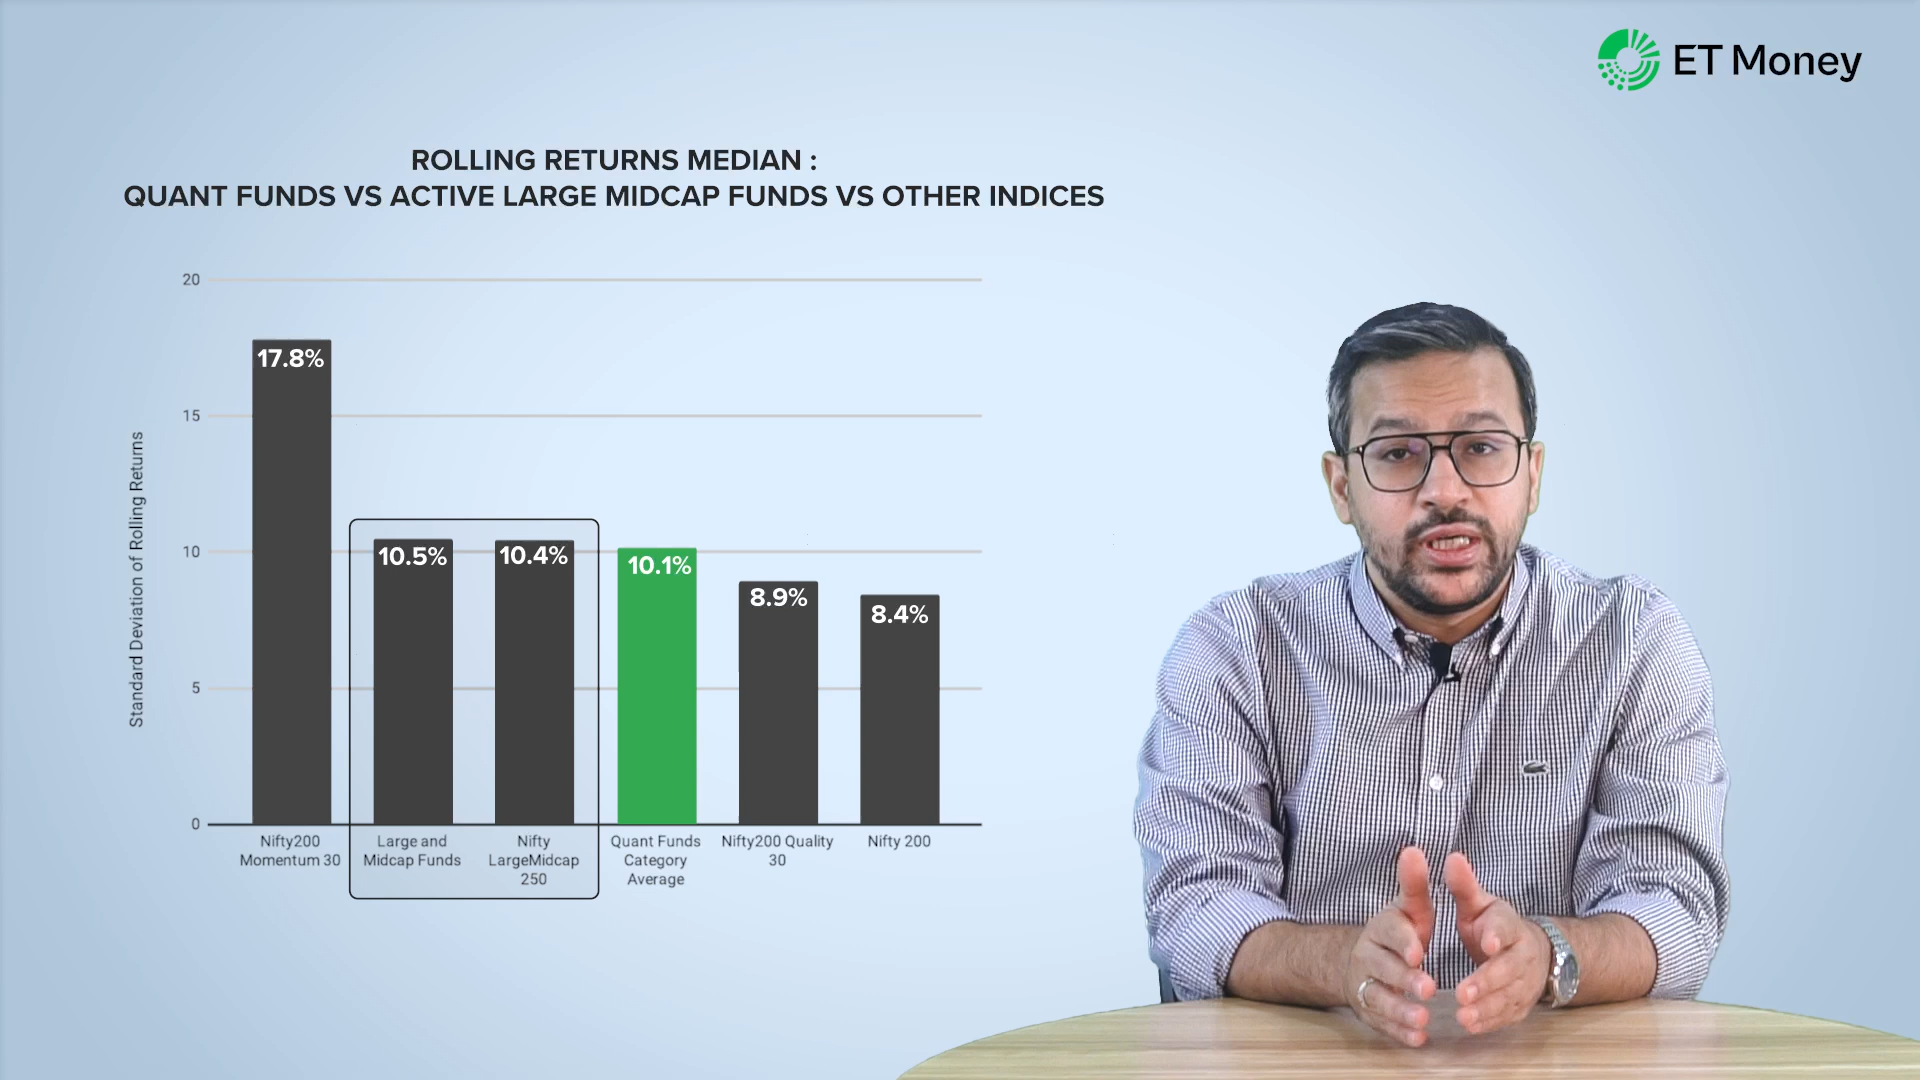 ET Money
ROLLING RETURNS MEDIAN :
QUANT FUNDS VS ACTIVE LARGE MIDCAP FUNDS VS OTHER INDICES
Standard Deviation of Rolling Returns
20
15
10
5
0
17.8%
10.5%
10.4%
10.1%
8.9%
8.4%
Nifty200
Momentum 30
Large and
Midcap Funds
Nifty
LargeMidcap
250
Quant Funds
Category
Average
Nifty200 Quality
30
Nifty 200